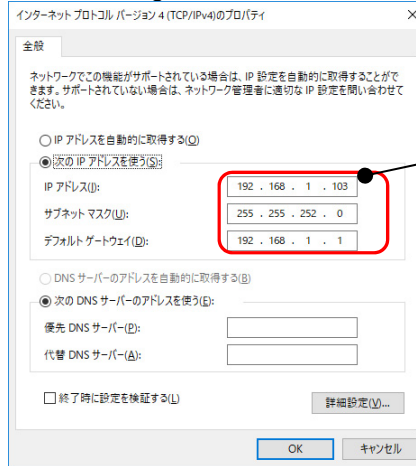 インターネット プロトコル バージョン 4 (TCP/IPv4)のプロパティ
全般
ネットワークでこの機能がサポートされている場合は、IP 設定を自動的に取得することがで
きます。サポートされていない場合は、ネットワーク管理者に適切な IP 設定を問い合わせて
ください。
IP アドレスを自動的に取得する(O)
次の IP アドレスを使う(S):
IP アドレス(I): 192 . 168 . 1 . 103
サブネット マスク(U): 255 . 255 . 252 . 0
デフォルト ゲートウェイ(D): 192 . 168 . 1 . 1
DNS サーバーのアドレスを自動的に取得する(B)
次の DNS サーバーのアドレスを使う(E):
優先 DNS サーバー(P):
代替 DNS サーバー(A):
終了時に設定を検証する(L)
詳細設定(V)...
OK キャンセル